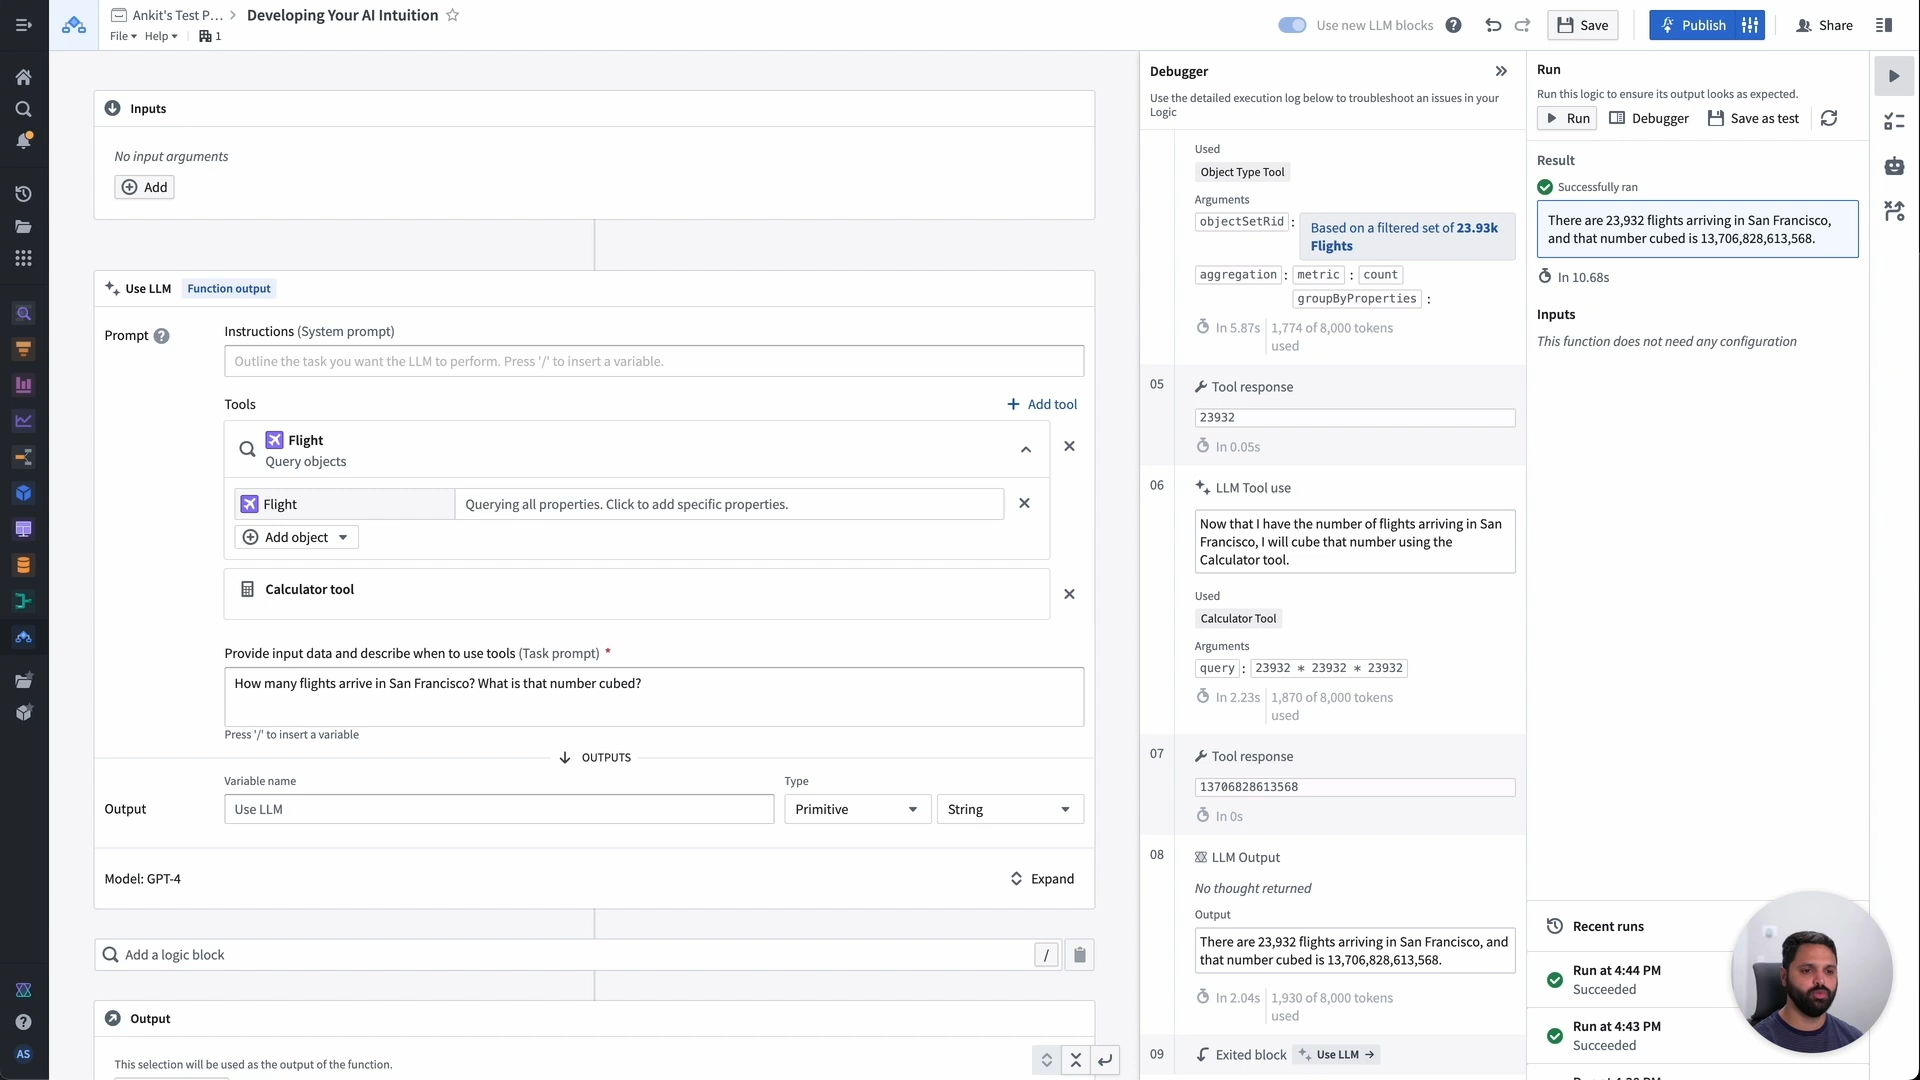 Ankit's Test P... > Developing Your AI Intuition
File Help 1
Use new LLM blocks
Save
Publish
Share
Inputs
No input arguments
Add
Use LLM Function output
Prompt
Instructions (System prompt)
Outline the task you want the LLM to perform. Press '/' to insert a variable.
Tools
Add tool
Flight
Query objects
Flight
Querying all properties. Click to add specific properties.
Add object
Calculator tool
Provide input data and describe when to use tools (Task prompt) *
How many flights arrive in San Francisco? What is that number cubed?
Press '/' to insert a variable
OUTPUTS
Variable name
Type
Output
Use LLM
Primitive
String
Model: GPT-4
Expand
Add a logic block
/
Output
This selection will be used as the output of the function.
AS
Debugger
Use the detailed execution log below to troubleshoot an issues in your
Logic
Used
Object Type Tool
Arguments
objectSetRid :
Based on a filtered set of 23.93k
Flights
aggregation : metric : count
groupByProperties :
In 5.87s
1,774 of 8,000 tokens
used
05
Tool response
23932
In 0.05s
06
LLM Tool use
Now that I have the number of flights arriving in San
Francisco, I will cube that number using the
Calculator tool.
Used
Calculator Tool
Arguments
query : 23932 * 23932 * 23932
In 2.23s
1,870 of 8,000 tokens
used
07
Tool response
13706828613568
In 0s
08
LLM Output
No thought returned
Output
There are 23,932 flights arriving in San Francisco, and
that number cubed is 13,706,828,613,568.
In 2.04s
1,930 of 8,000 tokens
used
09
Exited block
Use LLM →
Run
Run this logic to ensure its output looks as expected.
Run
Debugger
Save as test
Result
Successfully ran
There are 23,932 flights arriving in San Francisco,
and that number cubed is 13,706,828,613,568.
In 10.68s
Inputs
This function does not need any configuration
Recent runs
Run at 4:44 PM
Succeeded
Run at 4:43 PM
Succeeded